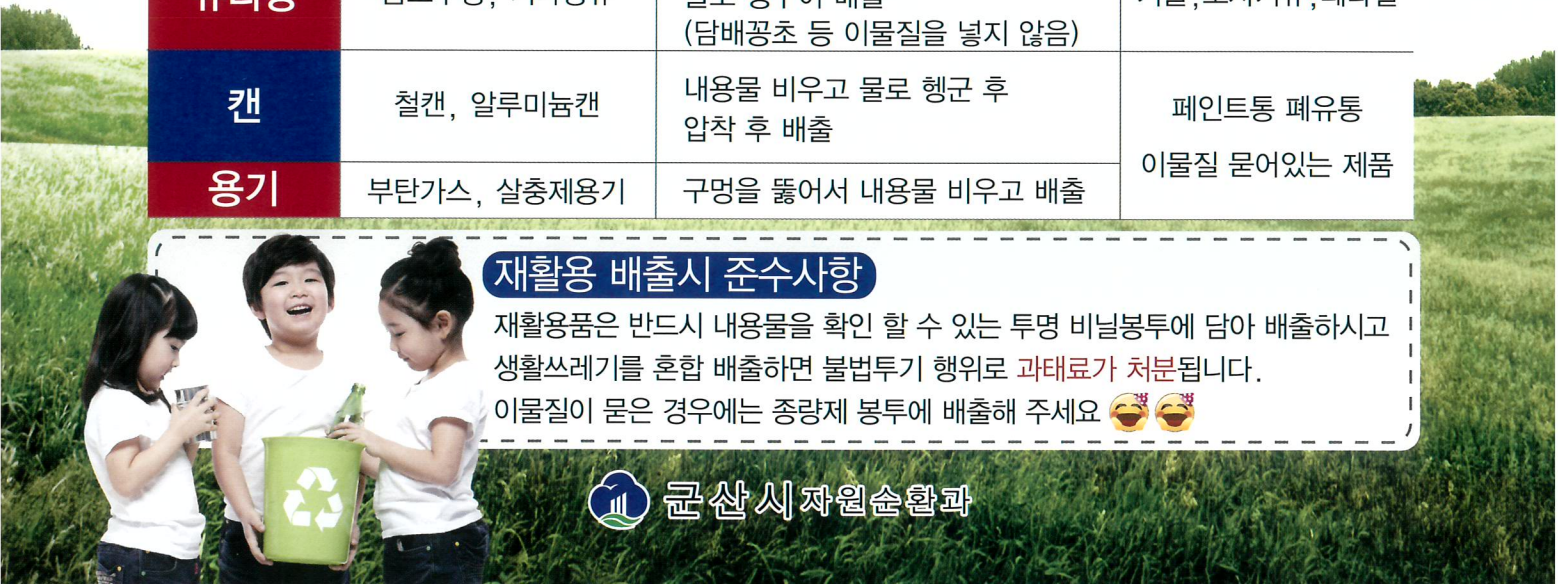 (담배꽁초 등 이물질을 넣지 않음)
캔
철캔, 알루미늄캔
내용물 비우고 물로 헹군 후
압착 후 배출
페인트통 폐유통
이물질 묻어있는 제품
용기
부탄가스, 살충제용기
구멍을 뚫어서 내용물 비우고 배출
재활용 배출시 준수사항
재활용품은 반드시 내용물을 확인 할 수 있는 투명 비닐봉투에 담아 배출하시고
생활쓰레기를 혼합 배출하면 불법투기 행위로 과태료가 처분됩니다.
이물질이 묻은 경우에는 종량제 봉투에 배출해 주세요
군산시자원순환과